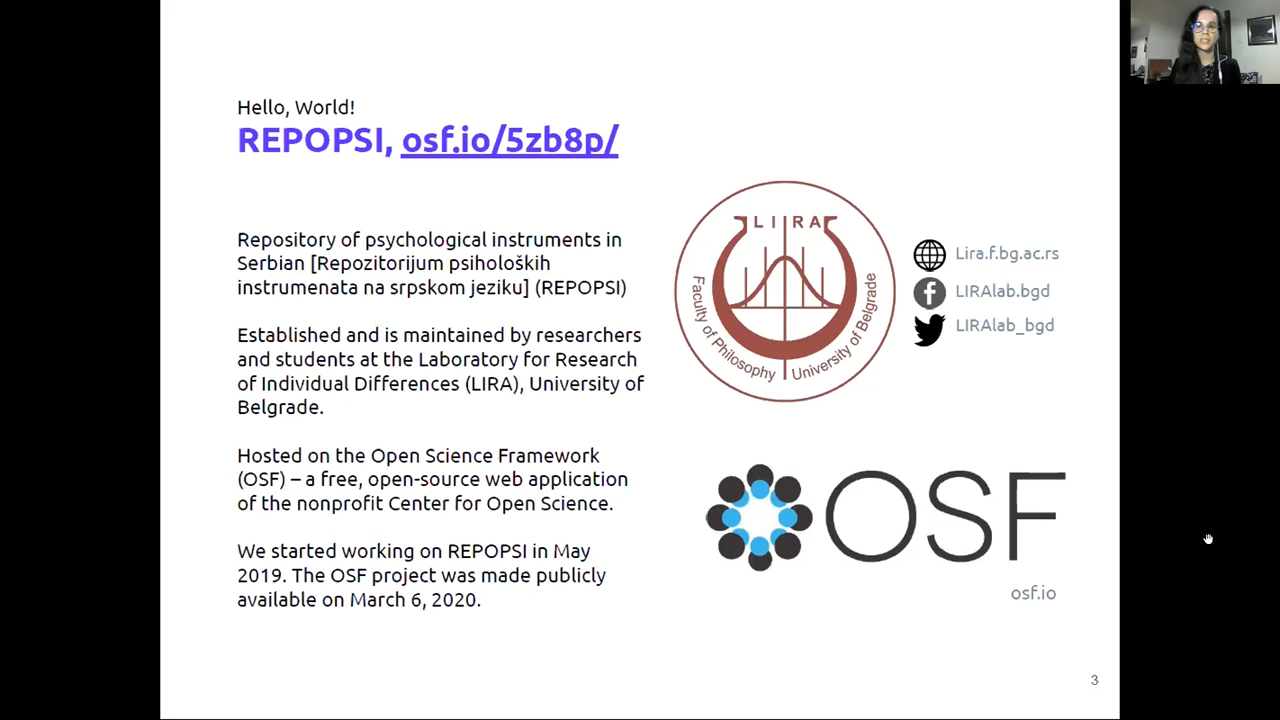 Hello, World!
REPOPSI, osf.io/5zb8p/
Repository of psychological instruments in
Serbian [Repozitorijum psiholoških
instrumenata na srpskom jeziku] (REPOPSI)
Established and is maintained by researchers
and students at the Laboratory for Research
of Individual Differences (LIRA), University of
Belgrade.
Hosted on the Open Science Framework
(OSF) – a free, open-source web application
of the nonprofit Center for Open Science.
We started working on REPOPSI in May
2019. The OSF project was made publicly
available on March 6, 2020.
LIRA
Faculty of Philosophy University of Belgrade
Lira.f.bg.ac.rs
LIRAlab.bgd
LIRAlab_bgd
OSF
osf.io
3